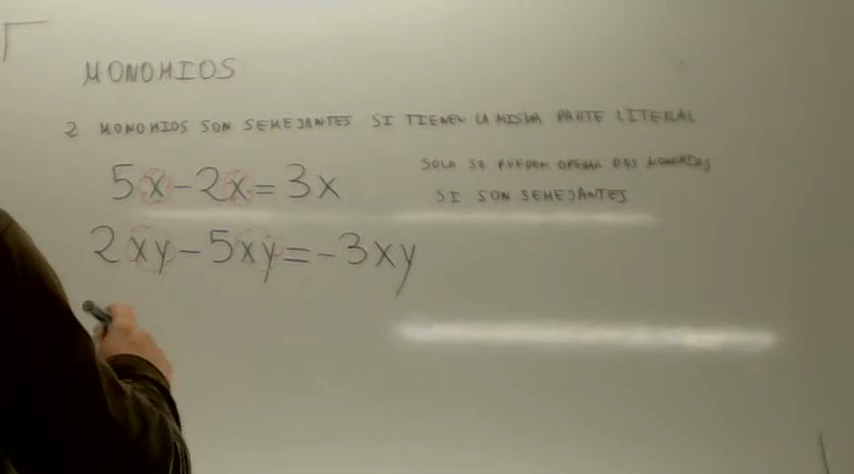 MONOMIOS
2 MONOMIOS SON SEMEJANTES SI TIENEN LA MISMA PARTE LITERAL
5x-2x=3x
SOLO SE PUEDEN OPERAR DOS MONOMIOS
SI SON SEMEJANTES
2xy-5xy=-3xy